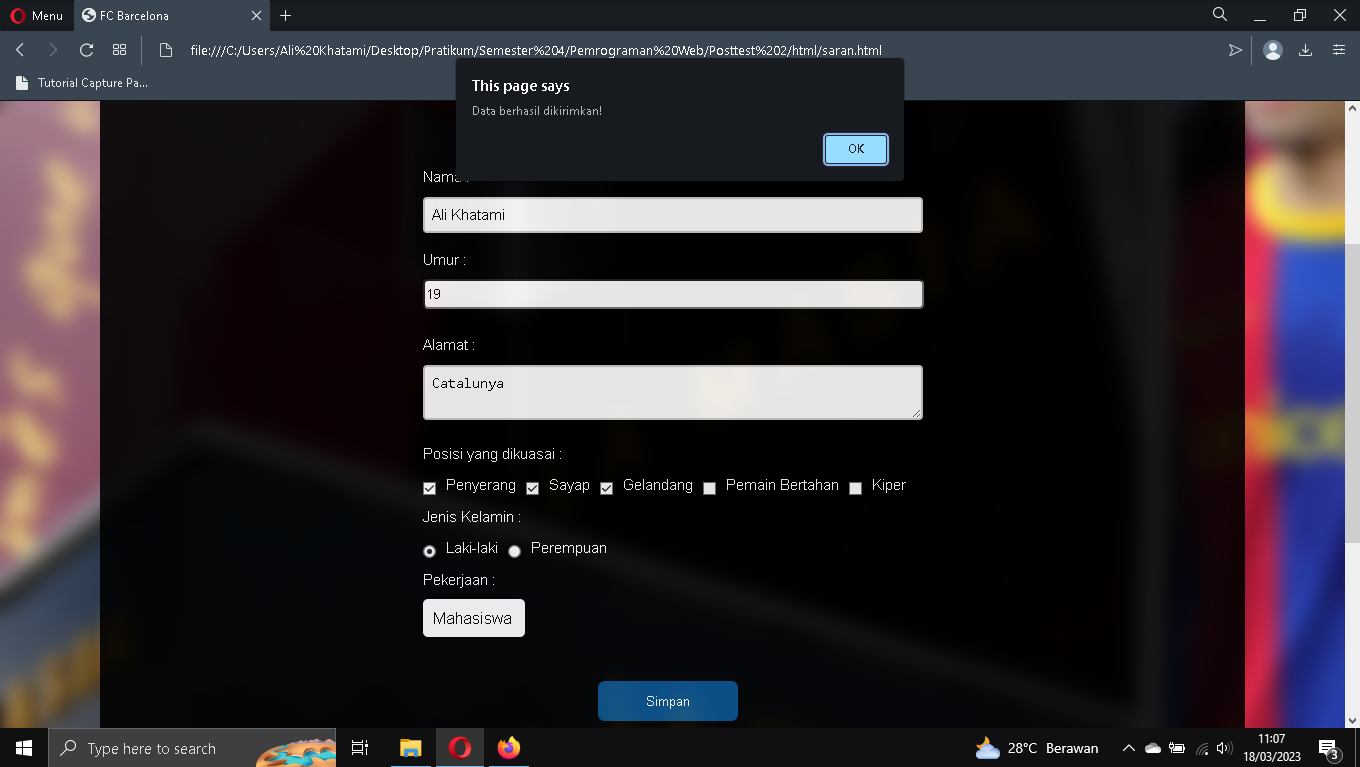 Menu
FC Barcelona
file:///C:/Users/Ali%20Khatami/Desktop/Pratikum/Semester%204/Pemrograman%20Web/Posttest%202/html/saran.html
Tutorial Capture Pa...
This page says
Data berhasil dikirimkan!
OK
Nama :
Ali Khatami
Umur :
19
Alamat :
Catalunya
Posisi yang dikuasai :
Penyerang Sayap Gelandang Pemain Bertahan Kiper
Jenis Kelamin :
Laki-laki Perempuan
Pekerjaan :
Mahasiswa
Simpan
Type here to search
28°C Berawan
11:07
18/03/2023
3